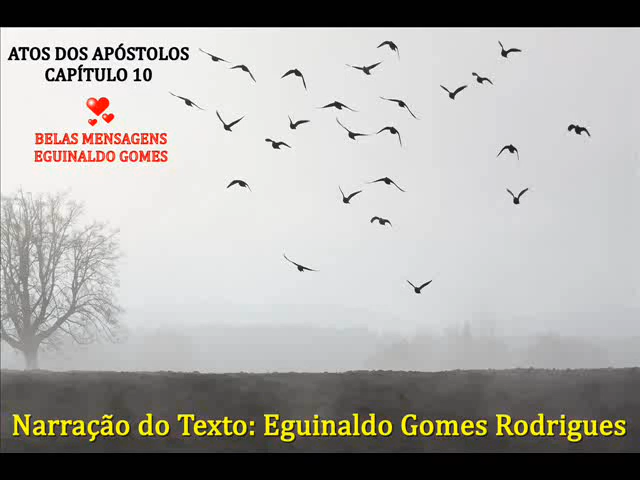 ATOS DOS APÓSTOLOS
CAPÍTULO 10
BELAS MENSAGENS
EGUINALDO GOMES
Narração do Texto: Eguinaldo Gomes Rodrigues